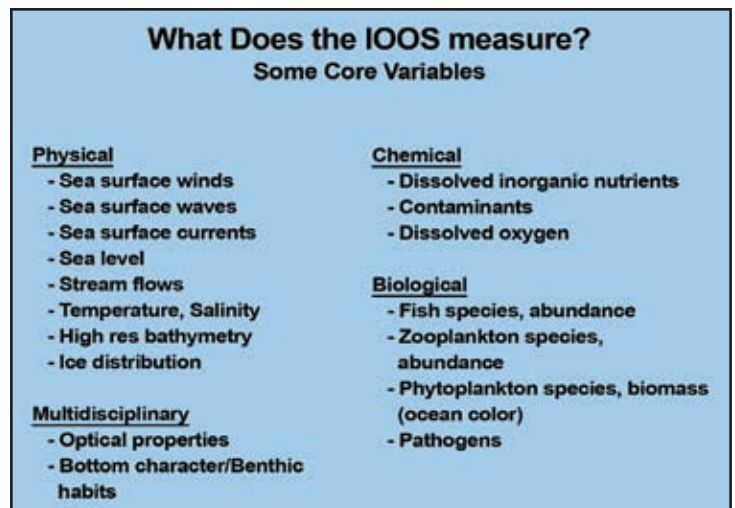 What Does the IOOS measure?
Some Core Variables
Physical
- Sea surface winds
- Sea surface waves
- Sea surface currents
- Sea level
- Stream flows
- Temperature, Salinity
- High res bathymetry
- Ice distribution
Multidisciplinary
- Optical properties
- Bottom character/Benthic
habits
Chemical
- Dissolved inorganic nutrients
- Contaminants
- Dissolved oxygen
Biological
- Fish species, abundance
- Zooplankton species,
abundance
- Phytoplankton species, biomass
(ocean color)
- Pathogens